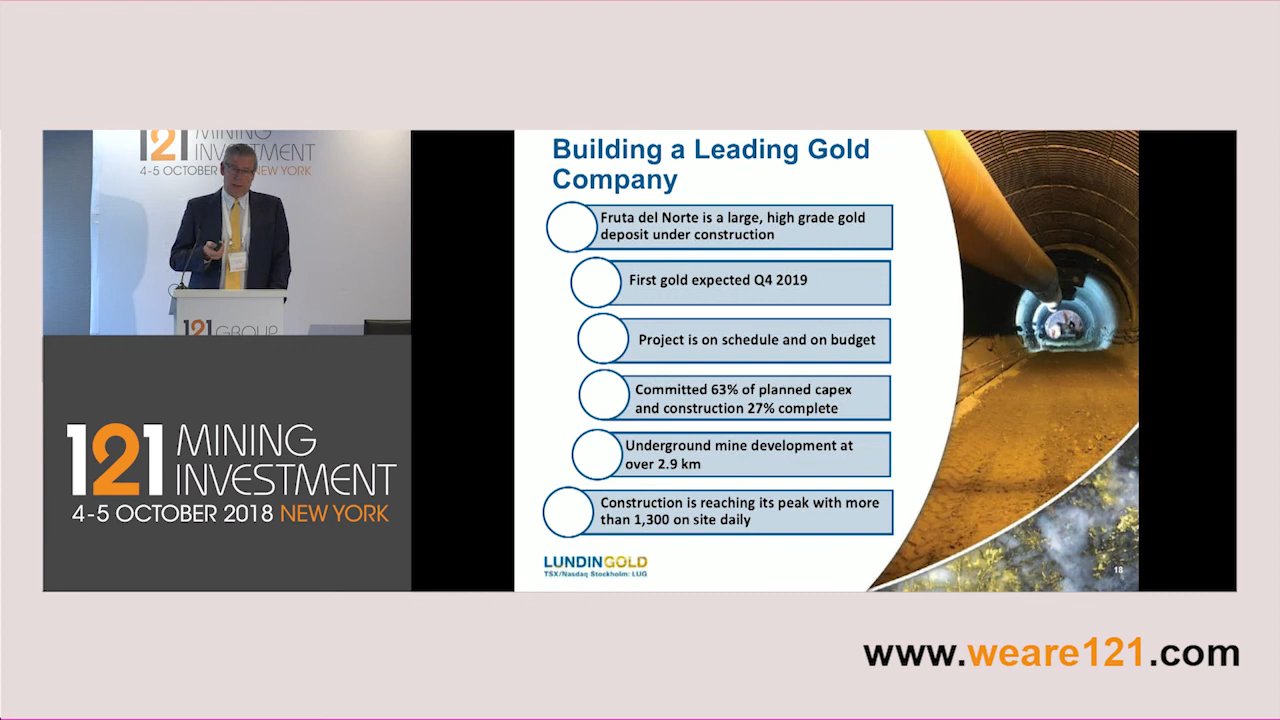 121 MINING
INVESTMENT
4-5 OCTOBER NEW YORK
121 GROUP
121 MINING
INVESTMENT
4-5 OCTOBER 2018 NEW YORK
Building a Leading Gold
Company
Fruta del Norte is a large, high grade gold
deposit under construction
First gold expected Q4 2019
Project is on schedule and on budget
Committed 63% of planned capex
and construction 27% complete
Underground mine development at
over 2.9 km
Construction is reaching its peak with more
than 1,300 on site daily
LUNDINGOLD
TSX/Nasdaq Stockholm: LUG
18
www.weare121.com